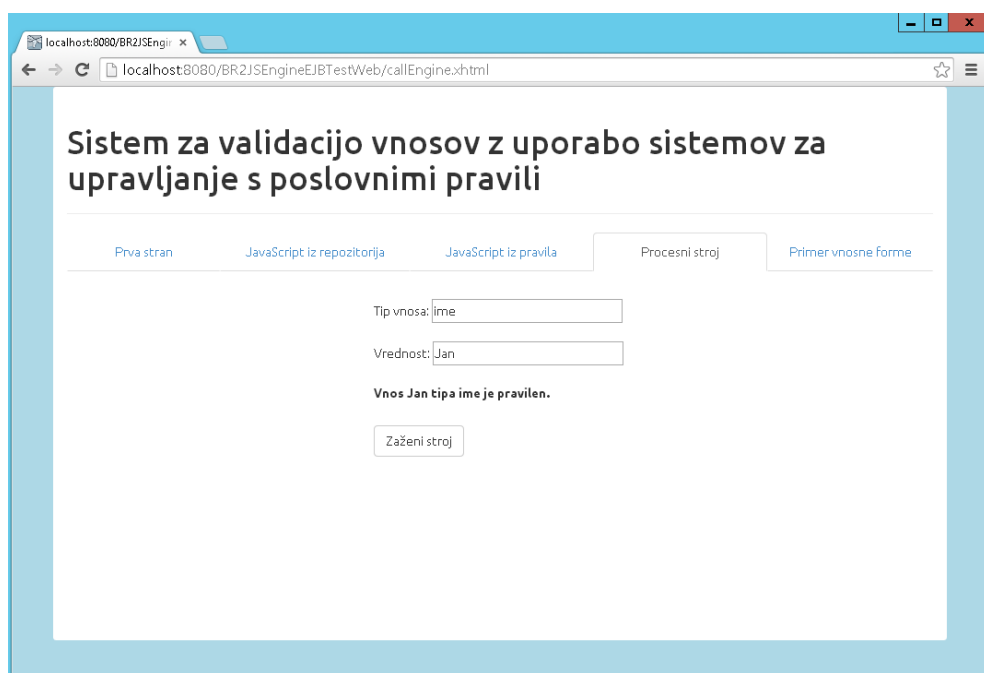 localhost:8080/BR2JSEngir
localhost:8080/BR2JSEngineEJBTestWeb/callEngine.xhtml
Sistem za validacijo vnosov z uporabo sistemov za
upravljanje s poslovnimi pravili
Prva stran JavaScript iz repozitorija JavaScript iz pravila Procesni stroj Primer vnosne forme
Tip vnosa: ime
Vrednost: Jan
Vnos Jan tipa ime je pravilen.
Zaženi stroj